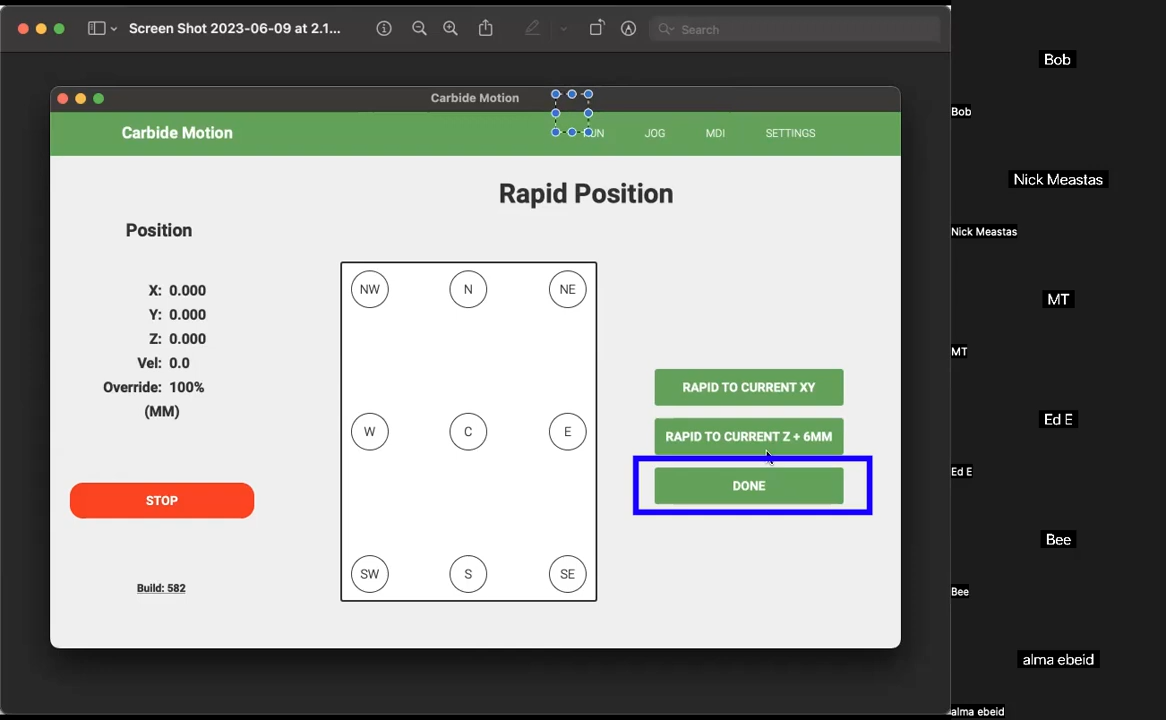 Screen Shot 2023-06-09 at 2.1...
Search
Carbide Motion
Carbide Motion
JOG
MDI
SETTINGS
Rapid Position
Position
X: 0.000
Y: 0.000
Z: 0.000
Vel: 0.0
Override: 100%
(MM)
STOP
Build: 582
NW
N
NE
W
C
E
SW
S
SE
RAPID TO CURRENT XY
RAPID TO CURRENT Z + 6MM
DONE
Bob
Bob
Nick Meastas
Nick Meastas
MT
MT
Ed E
Ed E
Bee
Bee
alma ebeid
alma ebeid